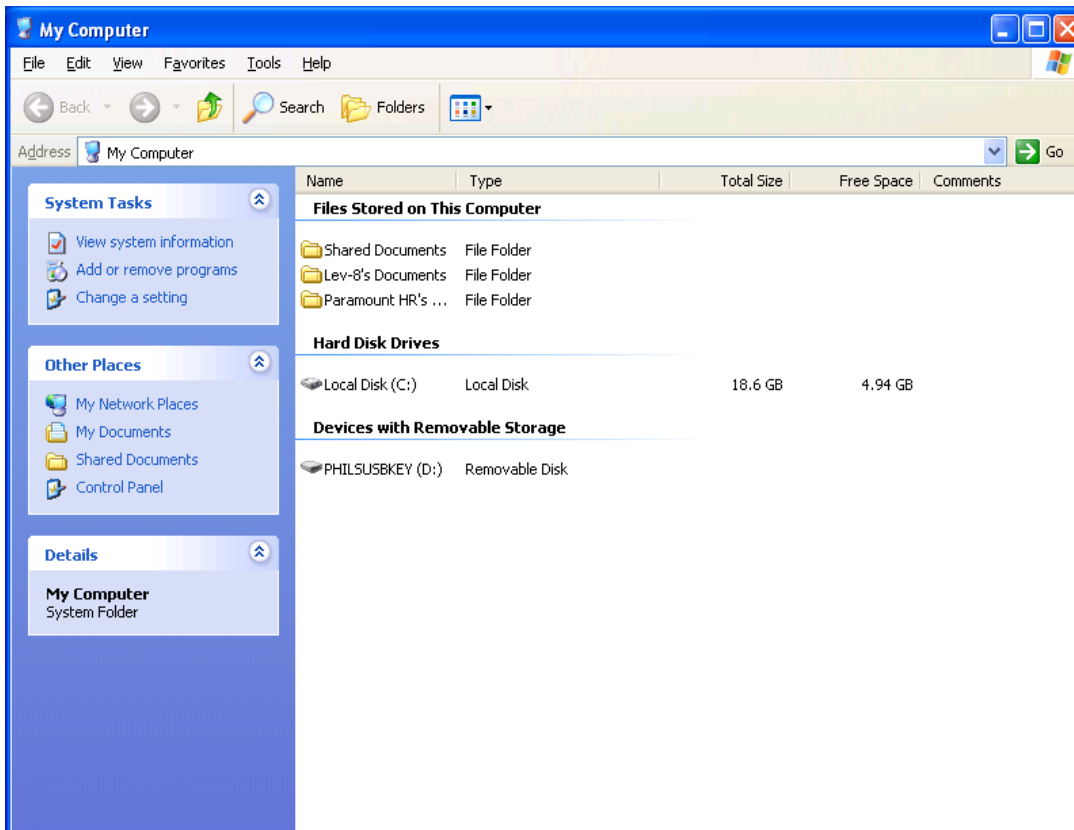 My Computer
File Edit View Favorites Tools Help
Back Search Folders
Address My Computer Go
System Tasks
View system information
Add or remove programs
Change a setting
Other Places
My Network Places
My Documents
Shared Documents
Control Panel
Details
My Computer
System Folder
Name Type Total Size Free Space Comments
Files Stored on This Computer
Shared Documents File Folder
Lev-8's Documents File Folder
Paramount HR's ... File Folder
Hard Disk Drives
Local Disk (C:) Local Disk 18.6 GB 4.94 GB
Devices with Removable Storage
PHILSUSBKEY (D:) Removable Disk